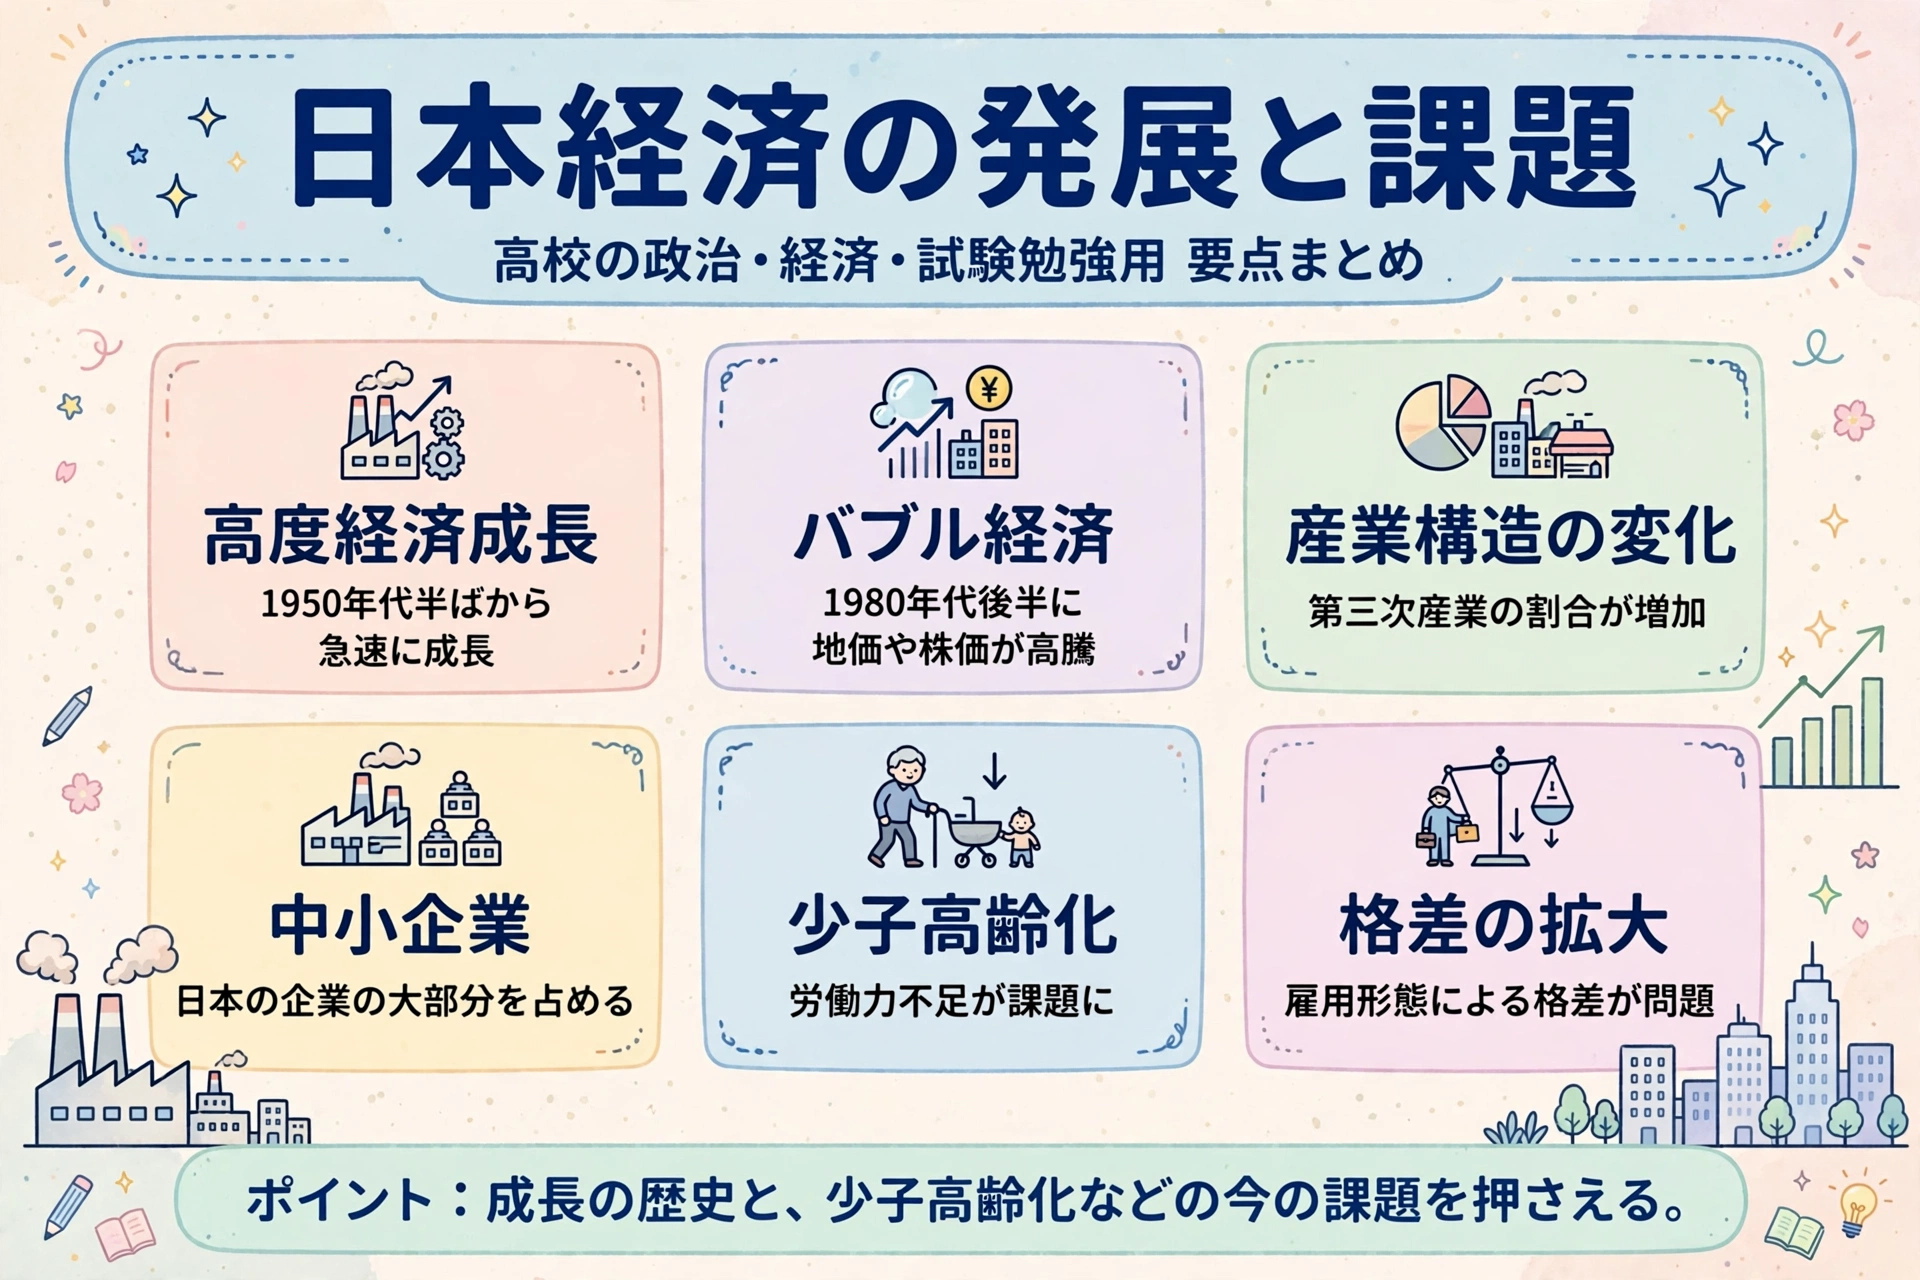 日本経済の発展と課題
高校の政治・経済・試験勉強用 要点まとめ
高度経済成長
1950年代半ばから
急速に成長
¥
バブル経済
1980年代後半に
地価や株価が高騰
産業構造の変化
第三次産業の割合が増加
中小企業
日本の企業の大部分を占める
少子高齢化
労働力不足が課題に
格差の拡大
雇用形態による格差が問題
ポイント：成長の歴史と、少子高齢化などの今の課題を押さえる。